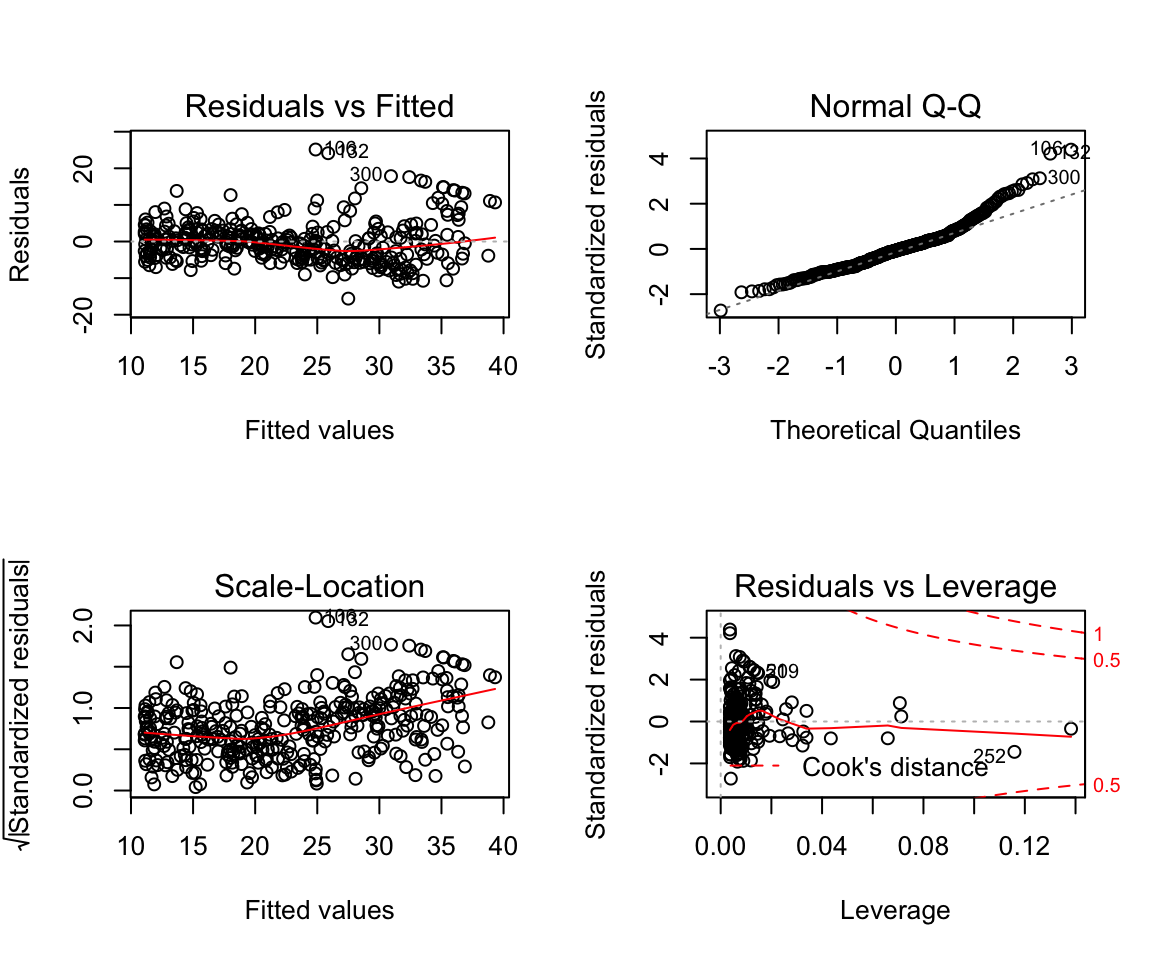 Residuals vs Fitted
Residuals
20
0
-20
106
132
300
10 15 20 25 30 35 40
Fitted values
Normal Q-Q
Standardized residuals
4
2
0
-2
106
132
300
-3 -2 -1 0 1 2 3
Theoretical Quantiles
Scale-Location
√|Standardized residuals|
2.0
1.0
0.0
132
300
10 15 20 25 30 35 40
Fitted values
Residuals vs Leverage
Standardized residuals
4
2
0
-2
1
0.5
0.5
252
Cook's distance
0.00 0.04 0.08 0.12
Leverage